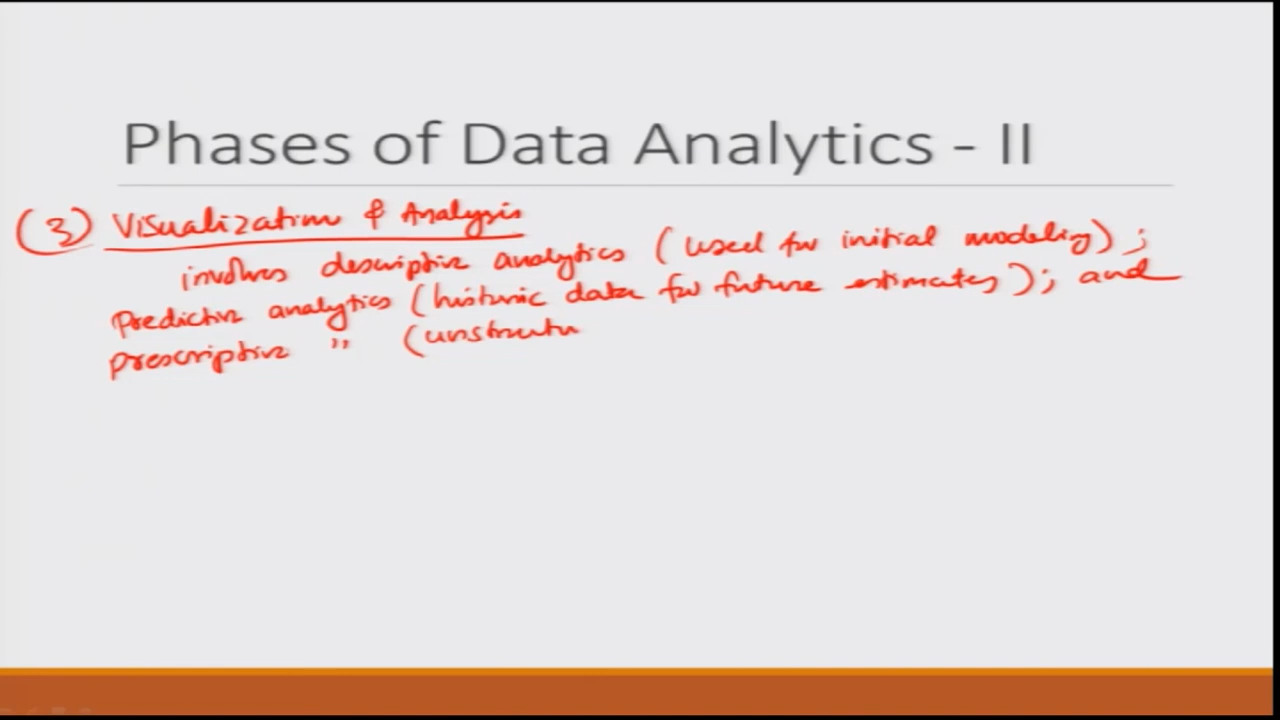 Phases of Data Analytics - II
(3) Visualization & Analysis
involves descriptive analytics (used for initial modeling);
Predictive analytics (historic data for future estimates); and
prescriptive " (unstructu